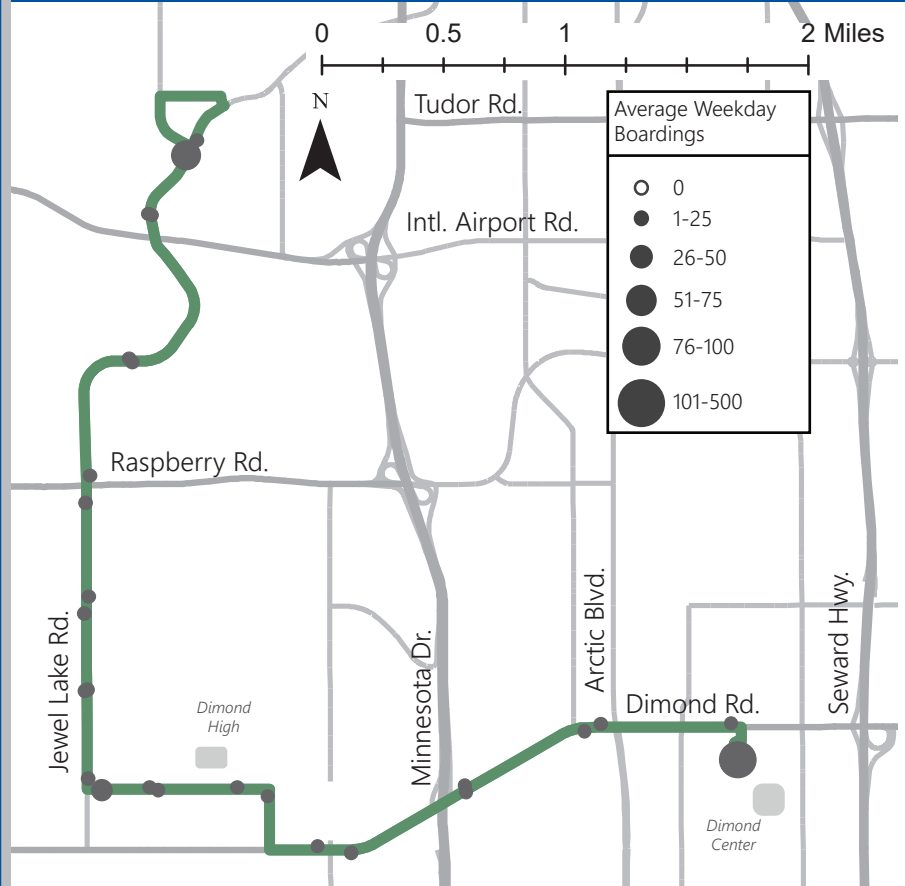 0 0.5 1 2 Miles
N
Tudor Rd.
Average Weekday
Boardings
0
1-25
26-50
51-75
76-100
101-500
Intl. Airport Rd.
Raspberry Rd.
Jewel Lake Rd.
Dimond
High
Minnesota Dr.
Arctic Blvd.
Dimond Rd.
Seward Hwy.
Dimond
Center